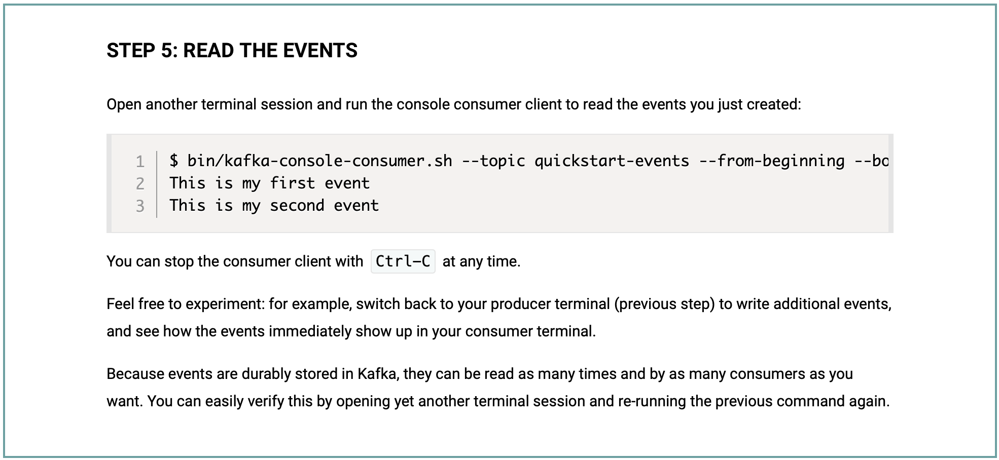 STEP 5: READ THE EVENTS
Open another terminal session and run the console consumer client to read the events you just created:
1 $ bin/kafka-console-consumer.sh --topic quickstart-events --from-beginning --bo
2 This is my first event
3 This is my second event
You can stop the consumer client with Ctrl-C at any time.
Feel free to experiment: for example, switch back to your producer terminal (previous step) to write additional events,
and see how the events immediately show up in your consumer terminal.
Because events are durably stored in Kafka, they can be read as many times and by as many consumers as you
want. You can easily verify this by opening yet another terminal session and re-running the previous command again.